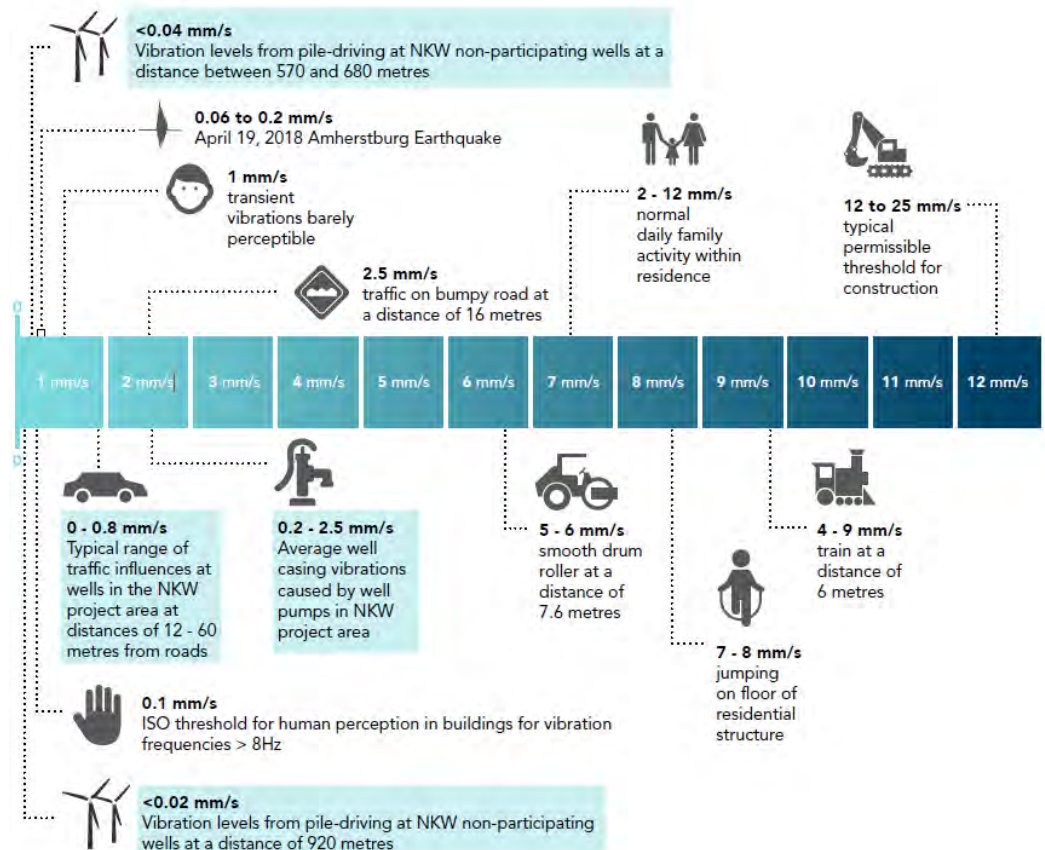 <0.04 mm/s
Vibration levels from pile-driving at NKW non-participating wells at a
distance between 570 and 680 metres
0.06 to 0.2 mm/s
April 19, 2018 Amherstburg Earthquake
1 mm/s
transient
vibrations barely
perceptible
2.5 mm/s
traffic on bumpy road at
a distance of 16 metres
2 - 12 mm/s
normal
daily family
activity within
residence
12 to 25 mm/s
typical
permissible
threshold for
construction
0
1 mm/s
2 mm/s
3 mm/s
4 mm/s
5 mm/s
6 mm/s
7 mm/s
8 mm/s
9 mm/s
10 mm/s
11 mm/s
12 mm/s
0
0 - 0.8 mm/s
Typical range of
traffic influences at
wells in the NKW
project area at
distances of 12 - 60
metres from roads
0.2 - 2.5 mm/s
Average well
casing vibrations
caused by well
pumps in NKW
project area
5 - 6 mm/s
smooth drum
roller at a
distance of
7.6 metres
7 - 8 mm/s
jumping
on floor of
residential
structure
4 - 9 mm/s
train at a
distance of
6 metres
0.1 mm/s
ISO threshold for human perception in buildings for vibration
frequencies > 8Hz
<0.02 mm/s
Vibration levels from pile-driving at NKW non-participating
wells at a distance of 920 metres